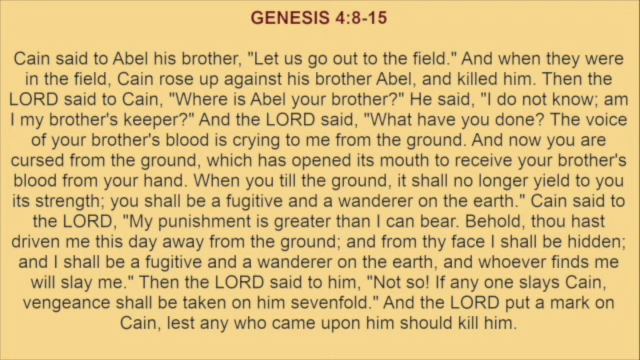 GENESIS 4:8-15
Cain said to Abel his brother, "Let us go out to the field." And when they were
in the field, Cain rose up against his brother Abel, and killed him. Then the
LORD said to Cain, "Where is Abel your brother?" He said, "I do not know; am
I my brother's keeper?" And the LORD said, "What have you done? The voice
of your brother's blood is crying to me from the ground. And now you are
cursed from the ground, which has opened its mouth to receive your brother's
blood from your hand. When you till the ground, it shall no longer yield to you
its strength; you shall be a fugitive and a wanderer on the earth." Cain said to
the LORD, "My punishment is greater than I can bear. Behold, thou hast
driven me this day away from the ground; and from thy face I shall be hidden;
and I shall be a fugitive and a wanderer on the earth, and whoever finds me
will slay me." Then the LORD said to him, "Not so! If any one slays Cain,
vengeance shall be taken on him sevenfold." And the LORD put a mark on
Cain, lest any who came upon him should kill him.